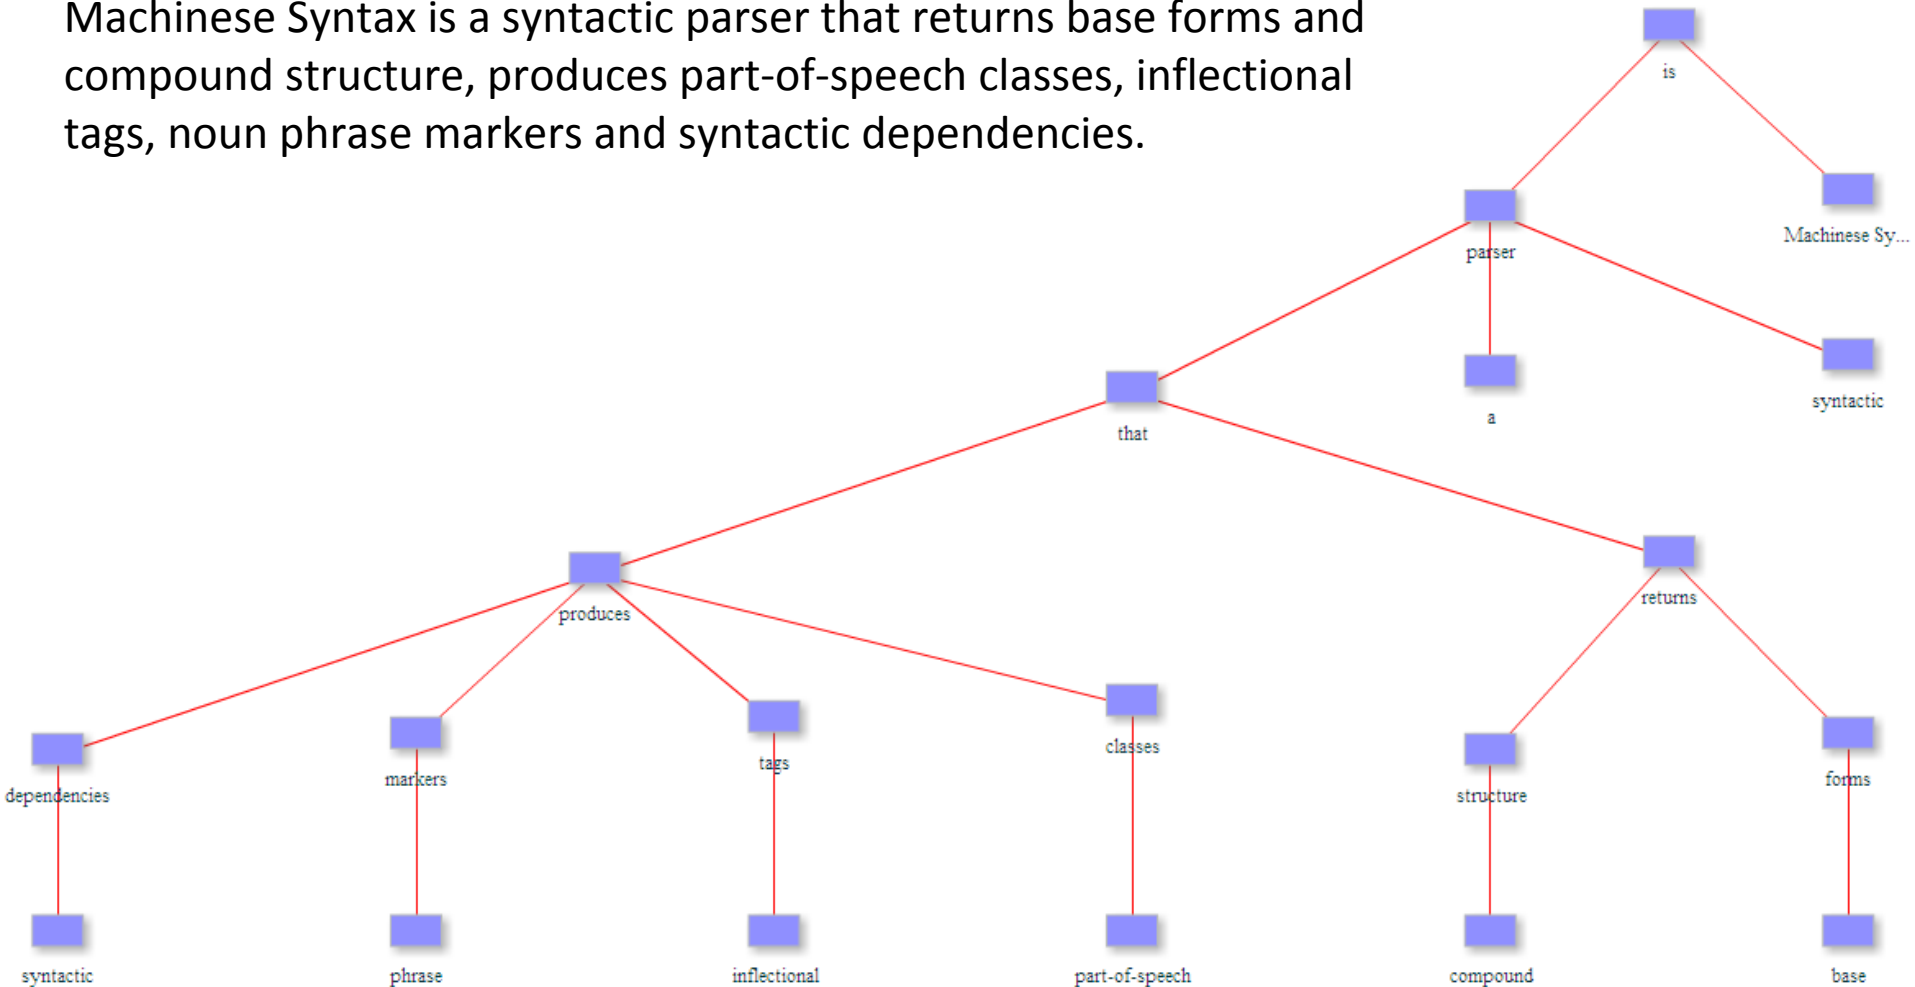 Machinese Syntax is a syntactic parser that returns base forms and
compound structure, produces part-of-speech classes, inflectional
tags, noun phrase markers and syntactic dependencies.
is
Machinese Sy...
parser
a
syntactic
that
produces
returns
dependencies
markers
tags
classes
structure
forms
syntactic
phrase
inflectional
part-of-speech
compound
base